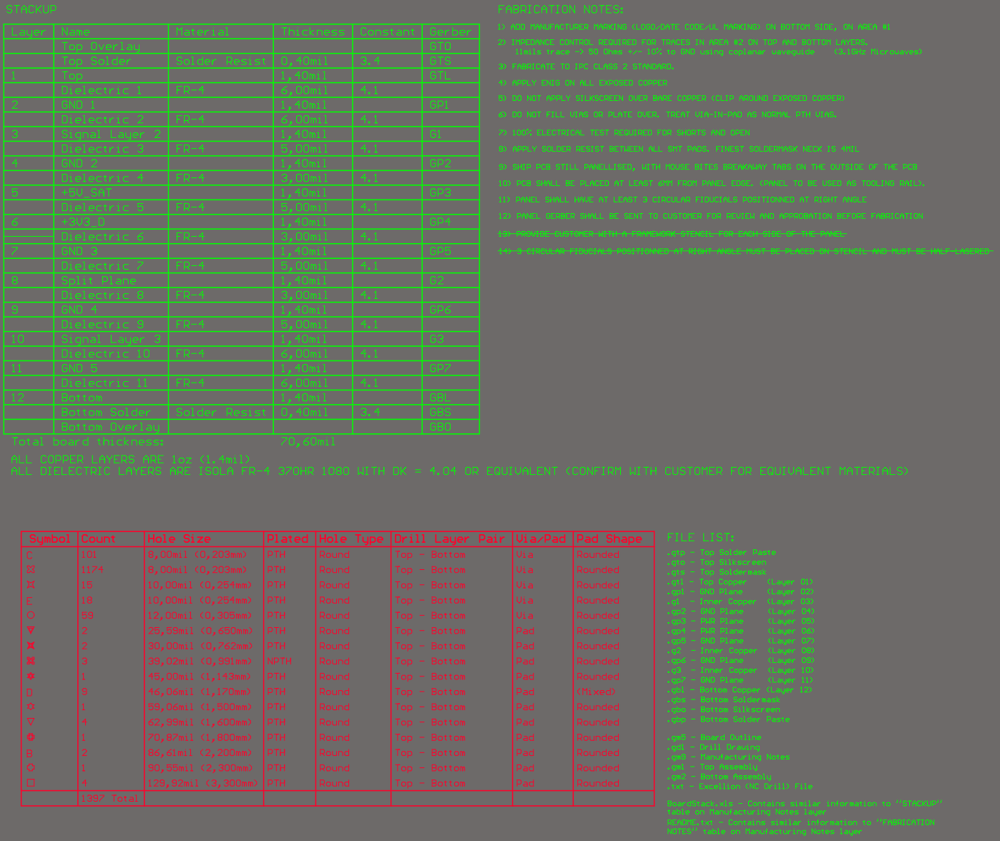 STACKUP
Layer Name Material Thickness Constant Gerber
Top Overlay GTO
Top Solder Solder Resist 0,40mil 3.4 GTS
1 Top 1,40mil GTL
Dielectric 1 FR-4 6,00mil 4.1
2 GND 1 1,40mil GP1
Dielectric 2 FR-4 6,00mil 4.1
3 Signal Layer 2 1,40mil G1
Dielectric 3 FR-4 5,00mil 4.1
4 GND 2 1,40mil GP2
Dielectric 4 FR-4 3,00mil 4.1
5 +5V_SAT 1,40mil GP3
Dielectric 5 FR-4 5,00mil 4.1
6 +3V3_D 1,40mil GP4
Dielectric 6 FR-4 3,00mil 4.1
7 GND 3 1,40mil GP5
Dielectric 7 FR-4 5,00mil 4.1
8 Split Plane 1,40mil G2
Dielectric 8 FR-4 3,00mil 4.1
9 GND 4 1,40mil GP6
Dielectric 9 FR-4 5,00mil 4.1
10 Signal Layer 3 1,40mil G3
Dielectric 10 FR-4 6,00mil 4.1
11 GND 5 1,40mil GP7
Dielectric 11 FR-4 6,00mil 4.1
12 Bottom 1,40mil GBL
Bottom Solder Solder Resist 0,40mil 3.4 GBS
Bottom Overlay GBO
Total board thickness: 70,60mil
ALL COPPER LAYERS ARE 1oz (1.4mil)
ALL DIELECTRIC LAYERS ARE ISOLA FR-4 370HR 1080 WITH DK = 4.04 OR EQUIVALENT (CONFIRM WITH CUSTOMER FOR EQUIVALENT MATERIALS)
FABRICATION NOTES:
1) ADD MANUFACTURER MARKING (LOGO/DATE CODE/UL MARKING) ON BOTTOM SIDE, ON AREA #1
2) IMPEDANCE CONTROL REQUIRED FOR TRACES IN AREA #2 ON TOP AND BOTTOM LAYERS.
11mils trace -> 50 Ohms +/- 10% to GND using coplanar waveguide (3.1GHz Microwaves)
3) FABRICATE TO IPC CLASS 2 STANDARD.
4) APPLY ENIG ON ALL EXPOSED COPPER
5) DO NOT APPLY SILKSCREEN OVER BARE COPPER (CLIP AROUND EXPOSED COPPER)
6) DO NOT FILL VIAS OR PLATE OVER. TREAT VIA-IN-PAD AS NORMAL PTH VIAS.
7) 100% ELECTRICAL TEST REQUIRED FOR SHORTS AND OPEN
8) APPLY SOLDER RESIST BETWEEN ALL SMT PADS. FINEST SOLDERMASK NECK IS 4MIL
9) SHIP PCB STILL PANELLISED, WITH MOUSE BITES BREAKAWAY TABS ON THE OUTSIDE OF THE PCB
10) PCB SHALL BE PLACED AT LEAST 6MM FROM PANEL EDGE. (PANEL TO BE USED AS TOOLING RAIL).
11) PANEL SHALL HAVE AT LEAST 3 CIRCULAR FIDUCIALS POSITIONNED AT RIGHT ANGLE
12) PANEL GERBER SHALL BE SENT TO CUSTOMER FOR REVIEW AND APPROBATION BEFORE FABRICATION
13) PROVIDE CUSTOMER WITH A FRAMEWORK STENCIL FOR EACH SIDE OF THE PANEL
14) 3 CIRCULAR FIDUCIALS POSITIONNED AT RIGHT ANGLE MUST BE PLACED ON STENCIL AND MUST BE HALF-LASERED
Symbol Count Hole Size Plated Hole Type Drill Layer Pair Via/Pad Pad Shape
C 101 8,00mil (0,203mm) PTH Round Top - Bottom Via Rounded
1174 8,00mil (0,203mm) PTH Round Top - Bottom Via Rounded
15 10,00mil (0,254mm) PTH Round Top - Bottom Via Rounded
E 18 10,00mil (0,254mm) PTH Round Top - Bottom Via Rounded
59 12,00mil (0,305mm) PTH Round Top - Bottom Via Rounded
2 25,59mil (0,650mm) PTH Round Top - Bottom Pad Rounded
2 30,00mil (0,762mm) PTH Round Top - Bottom Pad Rounded
3 39,02mil (0,991mm) NPTH Round Top - Bottom Pad Rounded
1 45,00mil (1,143mm) PTH Round Top - Bottom Pad Rounded
D 9 46,06mil (1,170mm) PTH Round Top - Bottom Pad (Mixed)
1 59,06mil (1,500mm) PTH Round Top - Bottom Pad Rounded
4 62,99mil (1,600mm) PTH Round Top - Bottom Pad Rounded
1 70,87mil (1,800mm) PTH Round Top - Bottom Pad Rounded
B 2 86,61mil (2,200mm) PTH Round Top - Bottom Pad Rounded
1 90,55mil (2,300mm) PTH Round Top - Bottom Pad Rounded
4 129,92mil (3,300mm) PTH Round Top - Bottom Pad Rounded
1397 Total
FILE LIST:
.gtp - Top Solder Paste
.gto - Top Silkscreen
.gts - Top Soldermask
.gtl - Top Copper (Layer 01)
.gp1 - GND Plane (Layer 02)
.g1 - Inner Copper (Layer 03)
.gp2 - GND Plane (Layer 04)
.gp3 - PWR Plane (Layer 05)
.gp4 - PWR Plane (Layer 06)
.gp5 - GND Plane (Layer 07)
.g2 - Inner Copper (Layer 08)
.gp6 - GND Plane (Layer 09)
.g3 - Inner Copper (Layer 10)
.gp7 - GND Plane (Layer 11)
.gbl - Bottom Copper (Layer 12)
.gbs - Bottom Soldermask
.gbo - Bottom Silkscreen
.gbp - Bottom Solder Paste
.gm5 - Board Outline
.gd1 - Drill Drawing
.gm9 - Manufacturing Notes
.gm1 - Top Assembly
.gm2 - Bottom Assembly
.txt - Excellion (NC Drill) File
BoardStack.xls - Contains similar information to "STACKUP"
table on Manufacturing Notes layer
README.txt - Contains similar information to "FABRICATION
NOTES" table on Manufacturing Notes layer